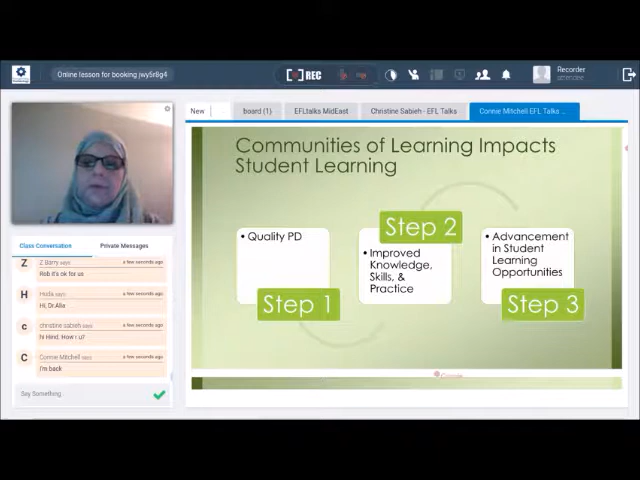 Online lesson for booking jwy5r8g4
REC
Recorder
attendee
New
board (1)
EFLtalks MidEast
Christine Sabieh - EFL Talks
Connie Mitchell EFL Talks ...
Communities of Learning Impacts
Student Learning
• Quality PD
Step 1
Step 2
• Improved
Knowledge,
Skills, &
Practice
• Advancement
in Student
Learning
Opportunities
Step 3
Class Conversation
Private Messages
Z
Z Barry says
a few seconds ago
Rob it's ok for us
H
Huda says
a few seconds ago
Hi, Dr.Alia
c
christine sabieh says
a few seconds ago
hi Hind. How r u?
C
Connie Mitchell says
a few seconds ago
I'm back
Say Something
Connie